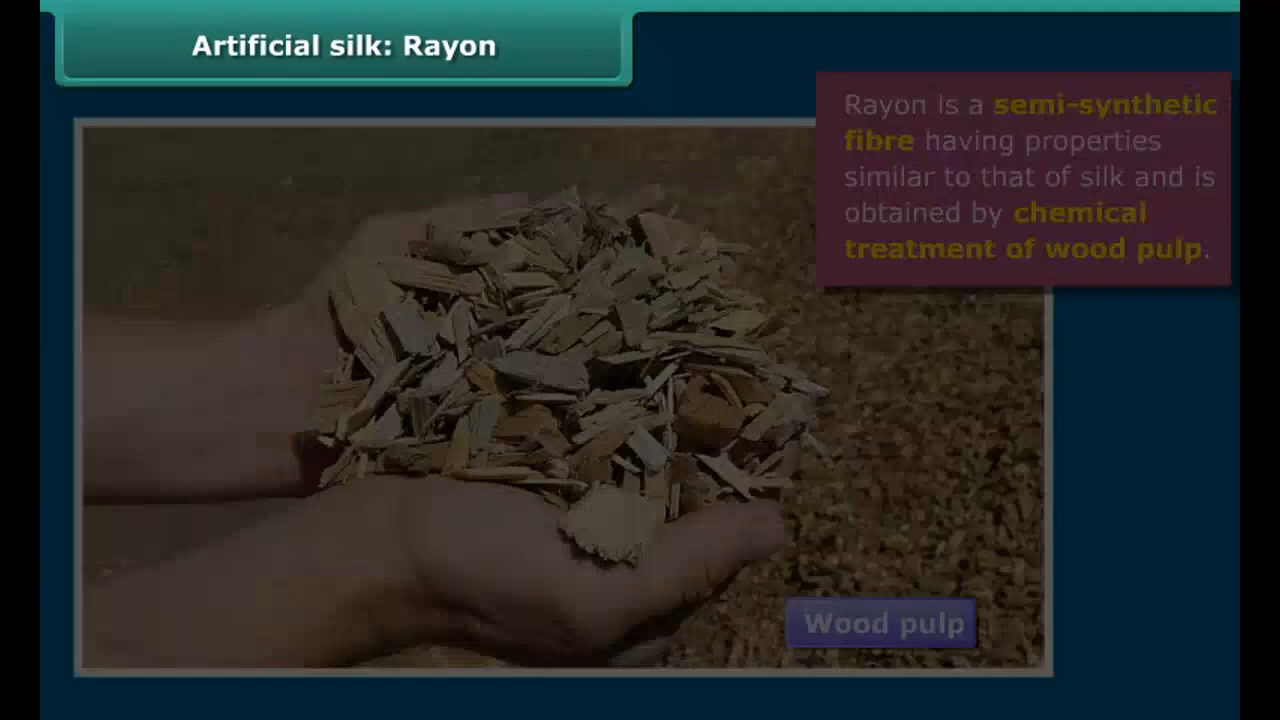 Artificial silk: Rayon
Rayon is a semi-synthetic
fibre having properties
similar to that of silk and is
obtained by chemical
treatment of wood pulp.
Wood pulp